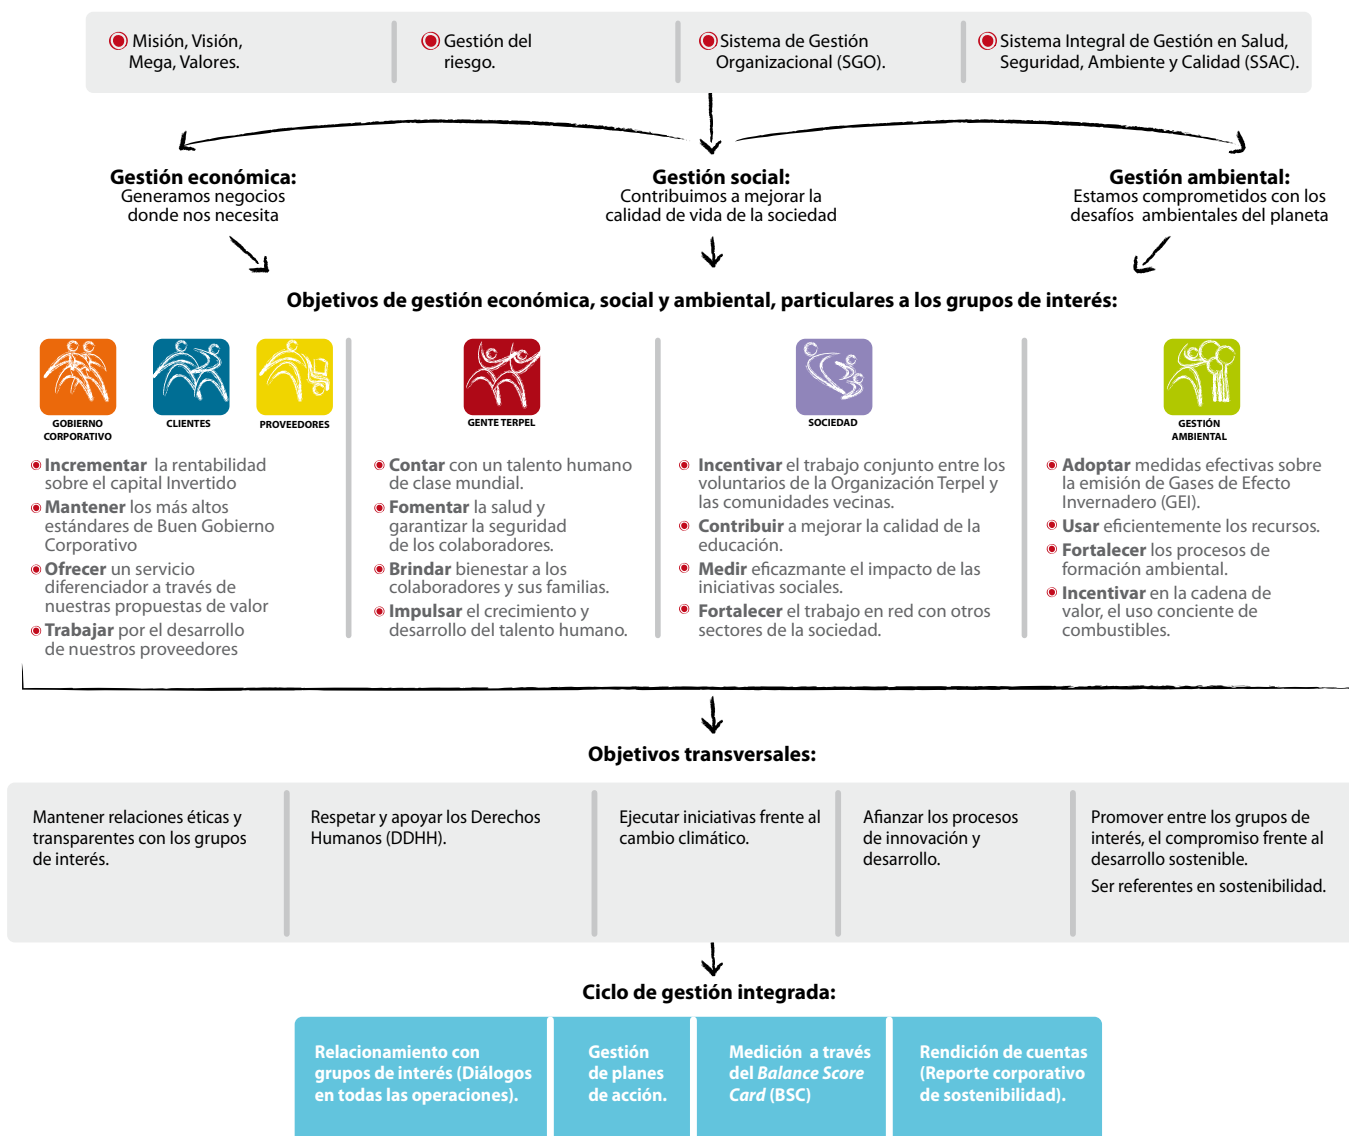 Misión, Visión,
Mega, Valores.
Gestión del
riesgo.
Sistema de Gestión
Organizacional (SGO).
Sistema Integral de Gestión en Salud,
Seguridad, Ambiente y Calidad (SSAC).
Gestión económica:
Generamos negocios
donde nos necesita
Gestión social:
Contribuimos a mejorar la
calidad de vida de la sociedad
Gestión ambiental:
Estamos comprometidos con los
desafíos ambientales del planeta
Objetivos de gestión económica, social y ambiental, particulares a los grupos de interés:
GOBIERNO
CORPORATIVO
CLIENTES
PROVEEDORES
Incrementar la rentabilidad
sobre el capital Invertido
Mantener los más altos
estándares de Buen Gobierno
Corporativo
Ofrecer un servicio
diferenciador a través de
nuestras propuestas de valor
Trabajar por el desarrollo
de nuestros proveedores
GENTE TERPEL
Contar con un talento humano
de clase mundial.
Fomentar la salud y
garantizar la seguridad
de los colaboradores.
Brindar bienestar a los
colaboradores y sus familias.
Impulsar el crecimiento y
desarrollo del talento humano.
SOCIEDAD
Incentivar el trabajo conjunto entre los
voluntarios de la Organización Terpel y
las comunidades vecinas.
Contribuir a mejorar la calidad de la
educación.
Medir eficazmante el impacto de las
iniciativas sociales.
Fortalecer el trabajo en red con otros
sectores de la sociedad.
GESTIÓN
AMBIENTAL
Adoptar medidas efectivas sobre
la emisión de Gases de Efecto
Invernadero (GEI).
Usar eficientemente los recursos.
Fortalecer los procesos de
formación ambiental.
Incentivar en la cadena de
valor, el uso conciente de
combustibles.
Objetivos transversales:
Mantener relaciones éticas y
transparentes con los grupos
de interés.
Respetar y apoyar los Derechos
Humanos (DDHH).
Ejecutar iniciativas frente al
cambio climático.
Afianzar los procesos
de innovación y
desarrollo.
Promover entre los grupos de
interés, el compromiso frente al
desarrollo sostenible.
Ser referentes en sostenibilidad.
Ciclo de gestión integrada:
Relacionamiento con
grupos de interés (Diálogos
en todas las operaciones).
Gestión
de planes
de acción.
Medición a través
del Balance Score
Card (BSC)
Rendición de cuentas
(Reporte corporativo
de sostenibilidad).